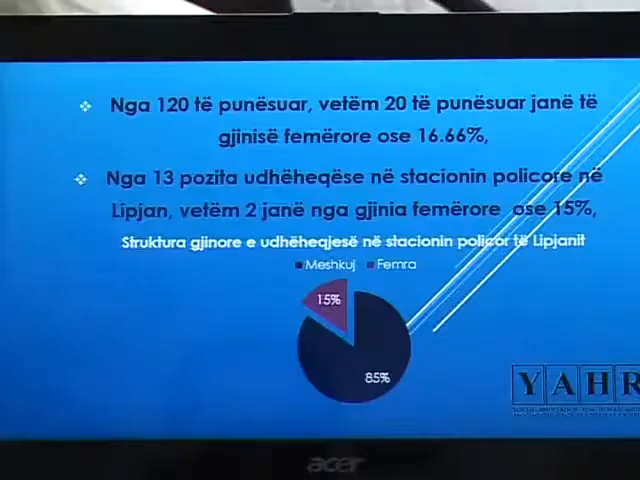 Nga 120 të punësuar, vetëm 20 të punësuar janë të
gjinisë femërore ose 16.66%,
Nga 13 pozita udhëheqëse në stacionin policore në
Lipjan, vetëm 2 janë nga gjinia femërore ose 15%,
Struktura gjinore e udhëheqjesë në stacionin policor të Lipjanit
Meshkuj Femra
15%
85%
YAHR
acer